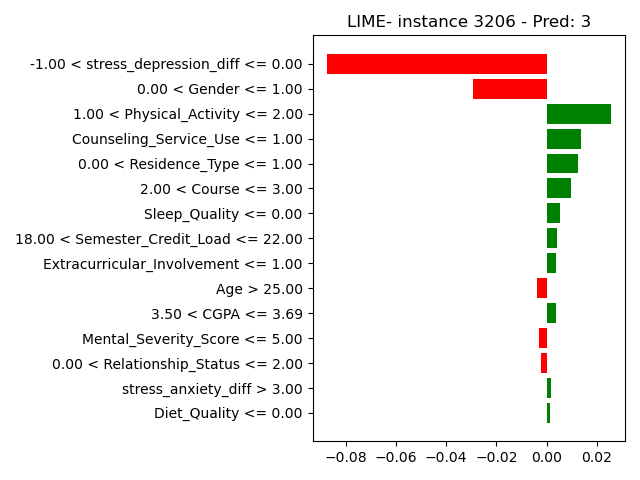 LIME- instance 3206 - Pred: 3
-1.00 < stress_depression_diff <= 0.00
0.00 < Gender <= 1.00
1.00 < Physical_Activity <= 2.00
Counseling_Service_Use <= 1.00
0.00 < Residence_Type <= 1.00
2.00 < Course <= 3.00
Sleep_Quality <= 0.00
18.00 < Semester_Credit_Load <= 22.00
Extracurricular_Involvement <= 1.00
Age > 25.00
3.50 < CGPA <= 3.69
Mental_Severity_Score <= 5.00
0.00 < Relationship_Status <= 2.00
stress_anxiety_diff > 3.00
Diet_Quality <= 0.00
−0.08 −0.06 −0.04 −0.02 0.00 0.02